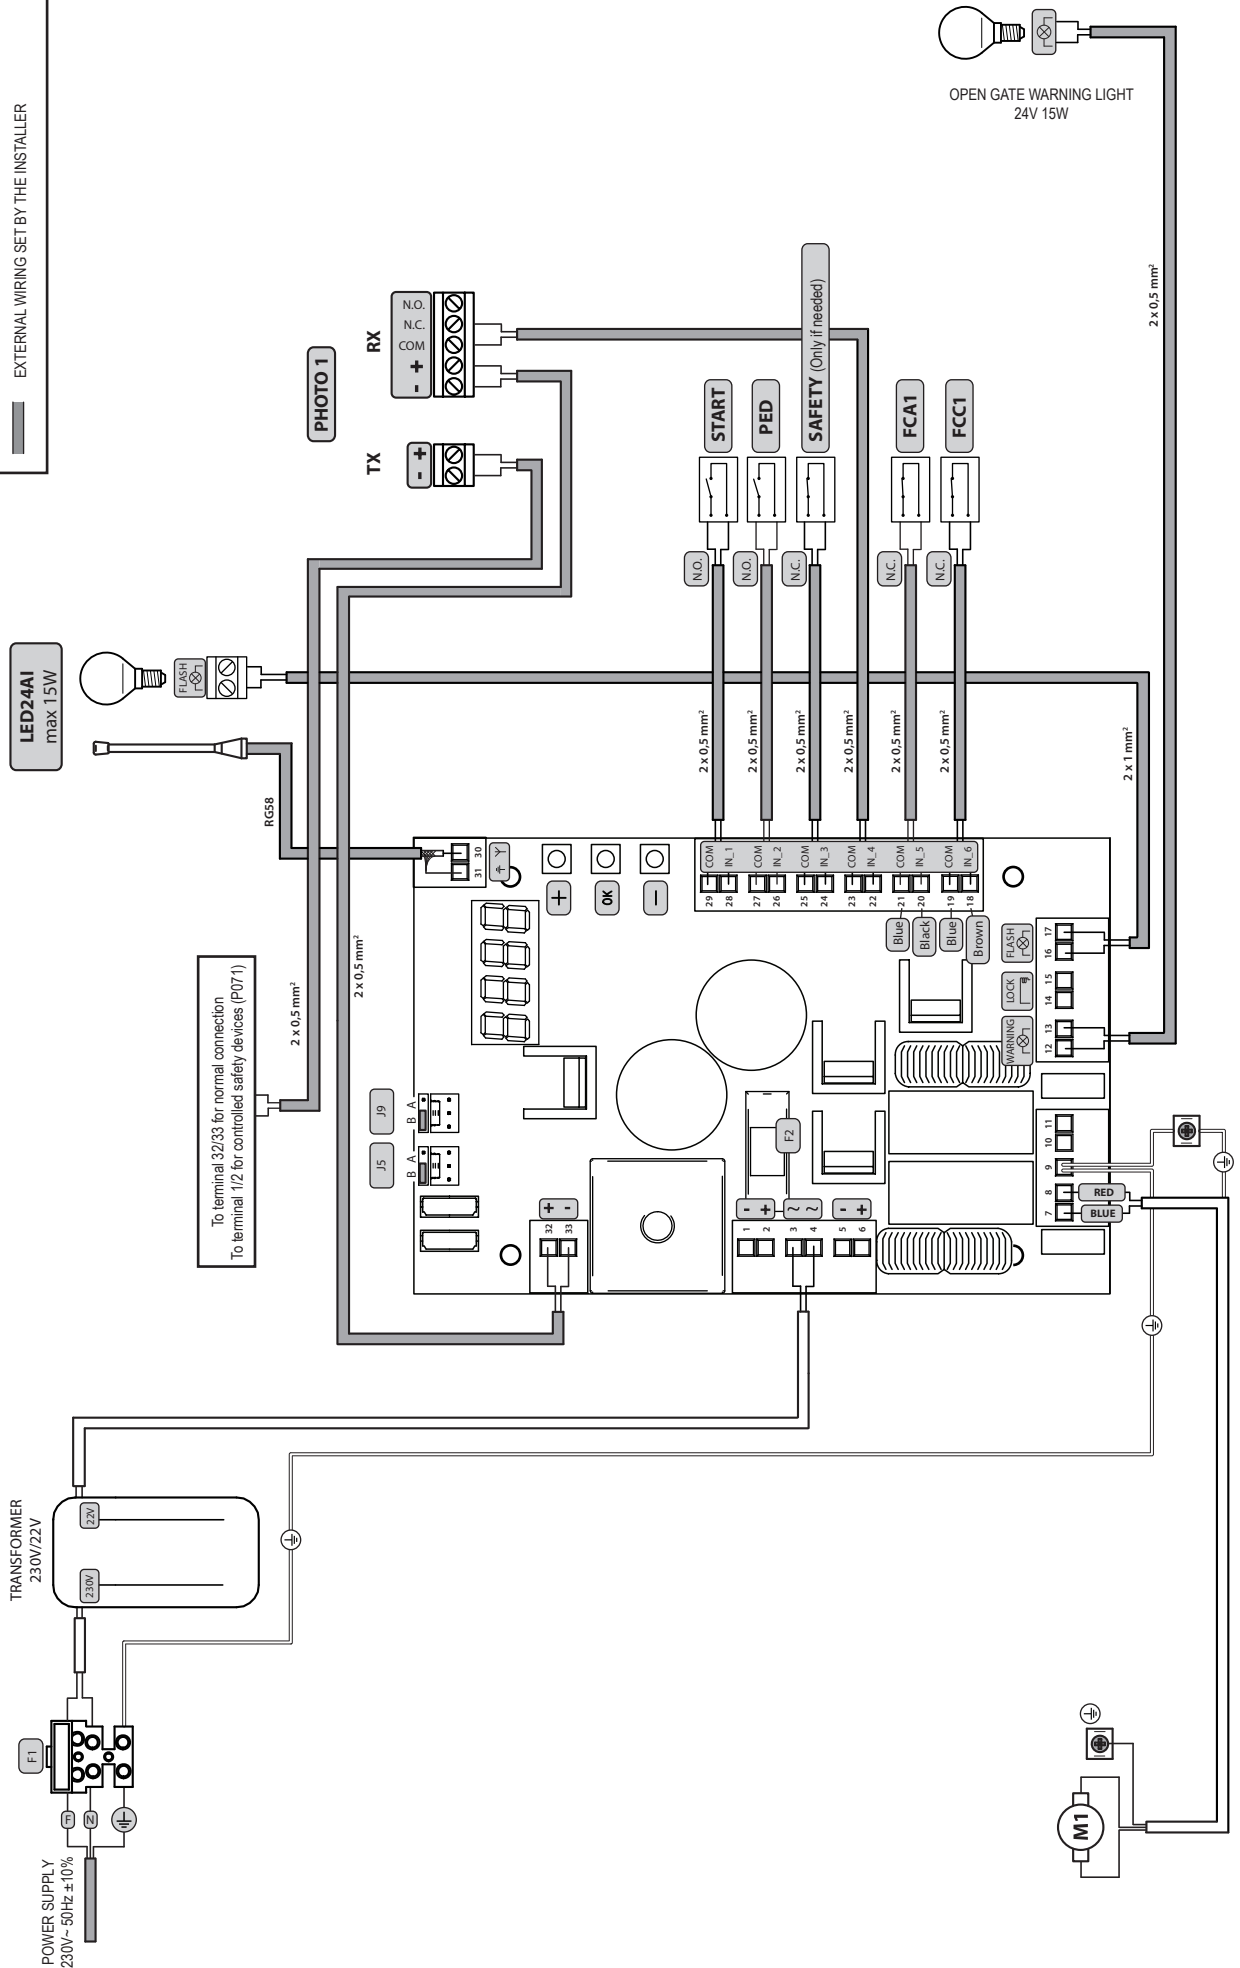 EXTERNAL WIRING SET BY THE INSTALLER
POWER SUPPLY
230V~ 50Hz ±10%
F
N
F1
TRANSFORMER
230V/22V
230V
22V
LED24AI
max 15W
FLASH
RG58
PHOTO 1
TX
- +
RX
- + COM N.C. N.O.
To terminal 32/33 for normal connection
To terminal 1/2 for controlled safety devices (P071)
2 x 0,5 mm²
2 x 0,5 mm²
J5
B A
J9
B A
31 30
+
OK
-
+ -
32 33
- +
1 2
~ ~
3 4
- +
5 6
F2
29 COM
28 IN_1
27 COM
26 IN_2
25 COM
24 IN_3
23 COM
22 IN_4
21 COM
20 IN_5
19 COM
18 IN_6
Blue
Black
Blue
Brown
2 x 0,5 mm²
2 x 0,5 mm²
2 x 0,5 mm²
2 x 0,5 mm²
2 x 0,5 mm²
2 x 0,5 mm²
N.O.
START
N.O.
PED
N.C.
SAFETY (Only if needed)
N.C.
FCA1
N.C.
FCC1
7 8 9 10 11
BLUE
RED
WARNING
12 13
LOCK
14 15
FLASH
16 17
2 x 1 mm²
2 x 0,5 mm²
OPEN GATE WARNING LIGHT
24V 15W
M1